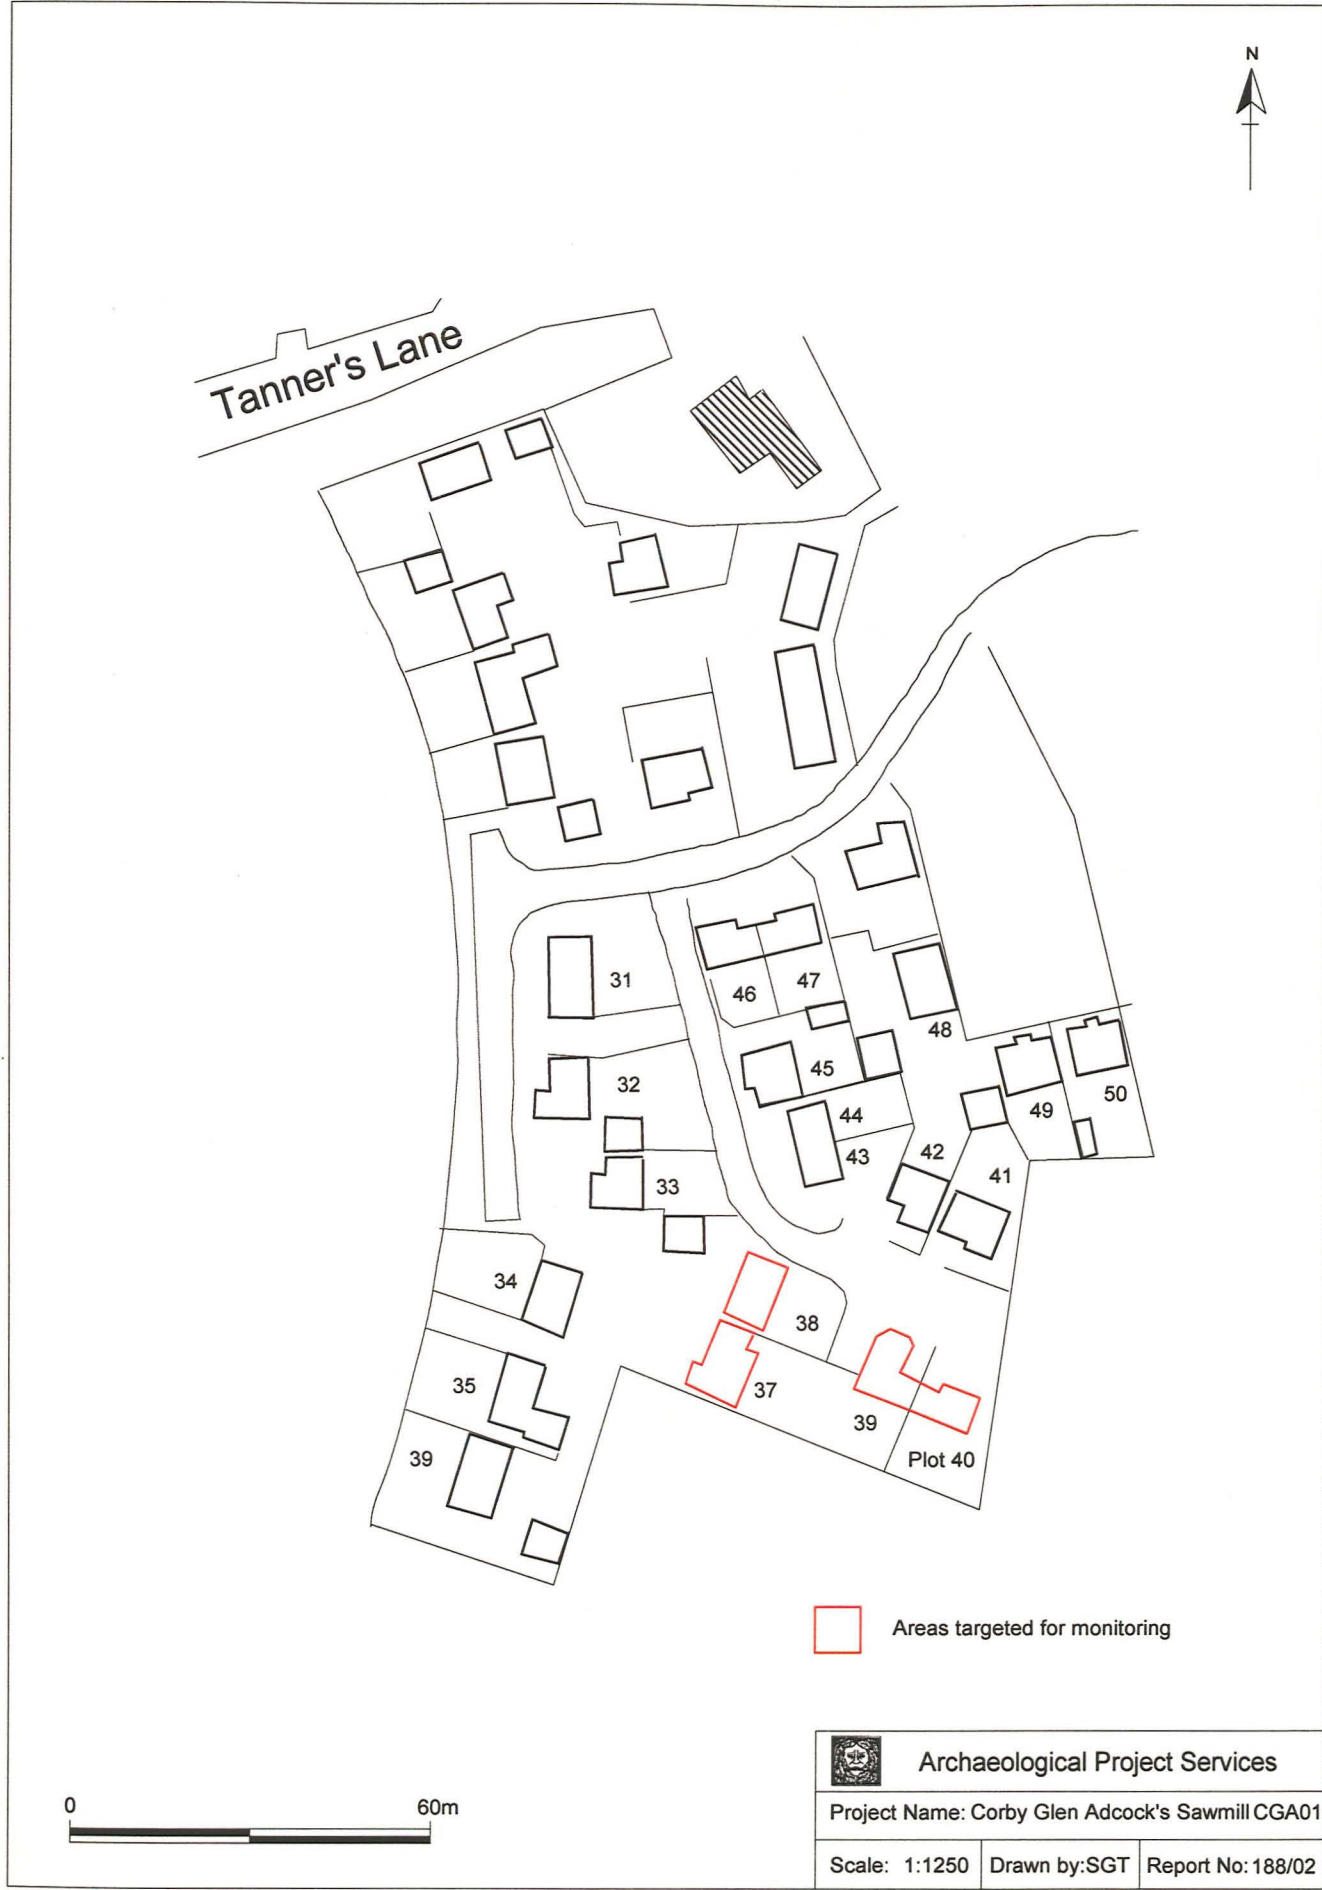 N
Tanner's Lane
31
46
47
48
32
45
50
44
49
43
42
41
33
34
38
35
37
39
39
Plot 40
Areas targeted for monitoring
0
60m
Archaeological Project Services
Project Name: Corby Glen Adcock's Sawmill CGA01
Scale: 1:1250
Drawn by:SGT
Report No:188/02